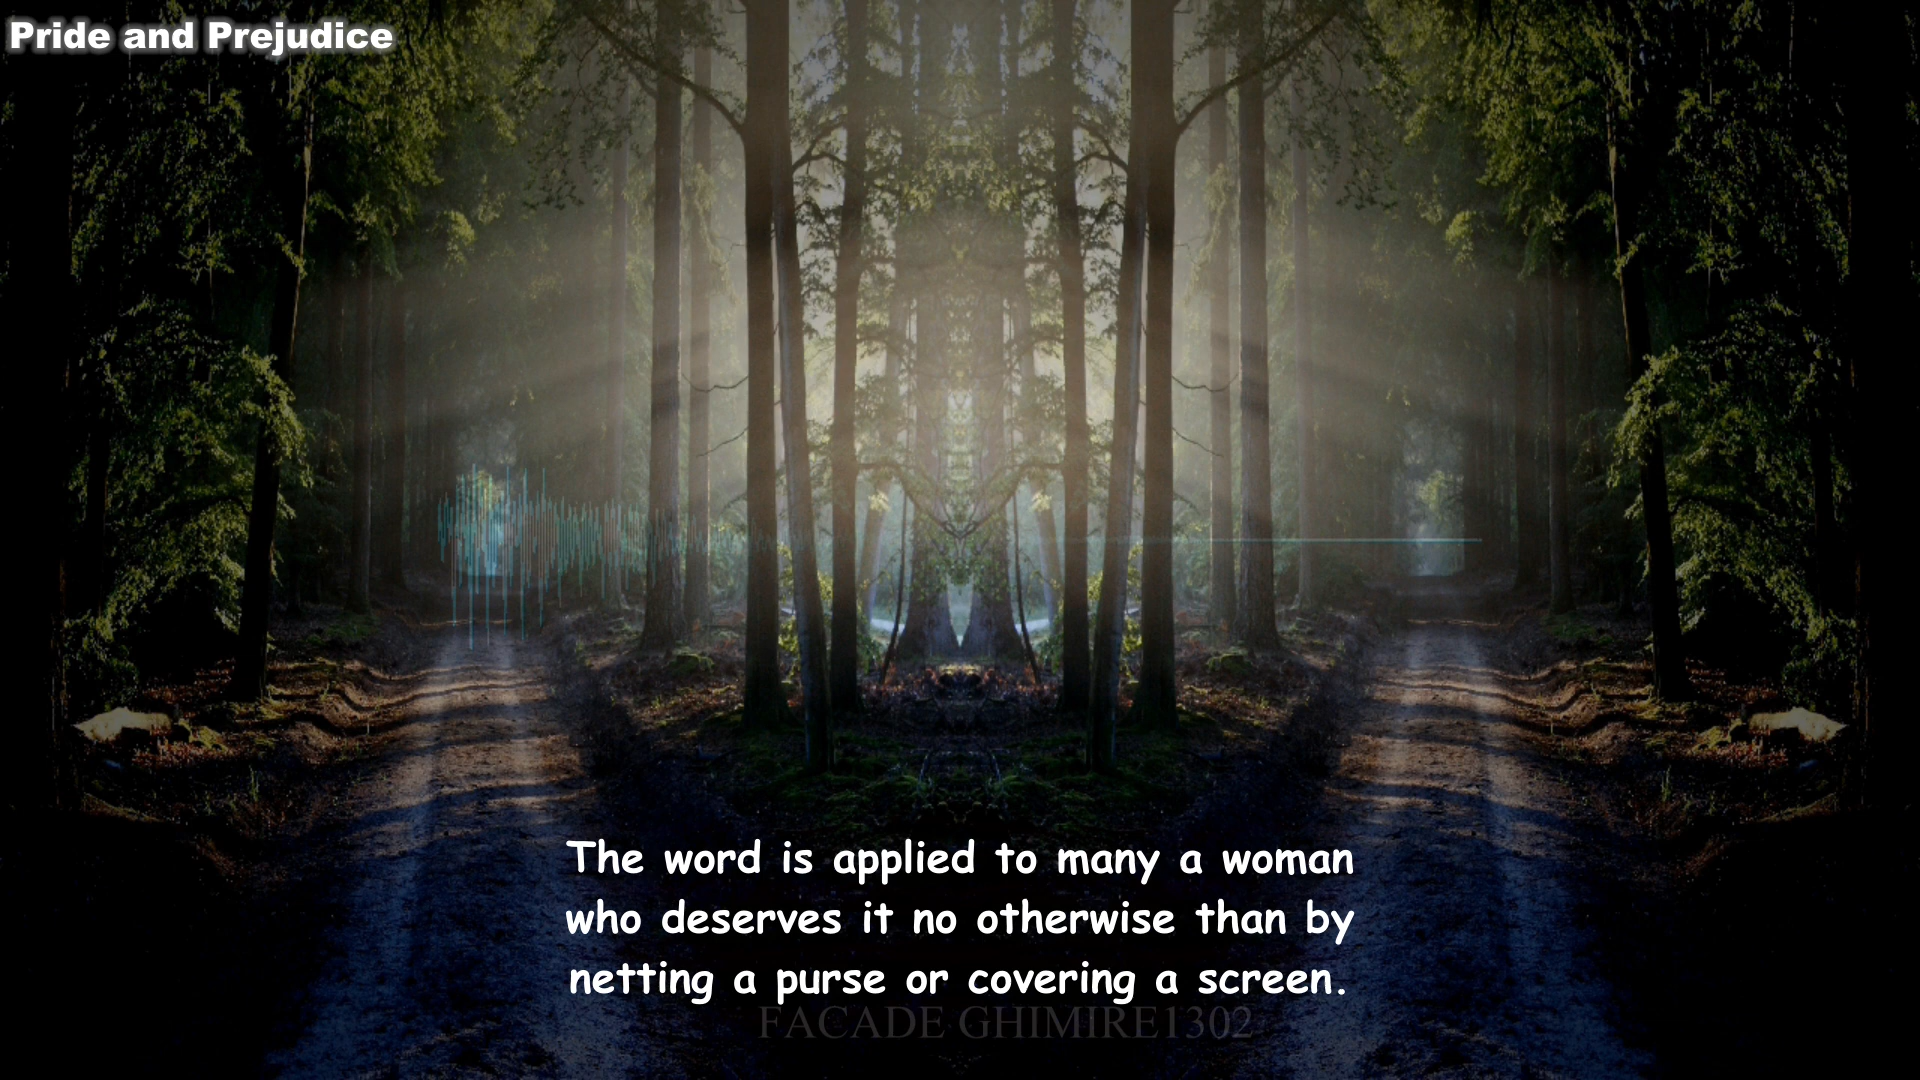 Pride and Prejudice
The word is applied to many a woman
who deserves it no otherwise than by
netting a purse or covering a screen.
FACADE GHIMIRE1302